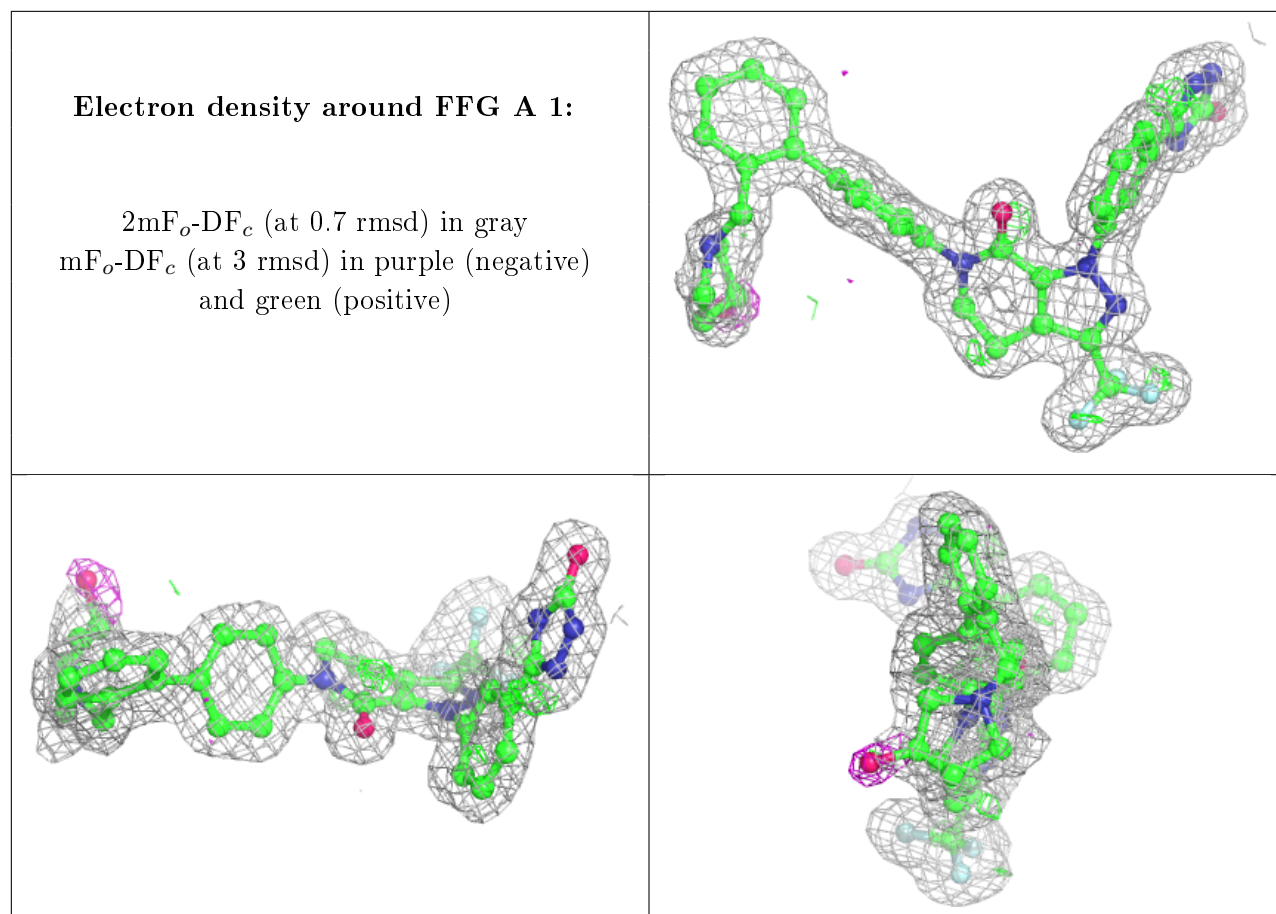 Electron density around FFG A 1:
2mFₒ-DF𝒸 (at 0.7 rmsd) in gray
mFₒ-DF𝒸 (at 3 rmsd) in purple (negative)
and green (positive)